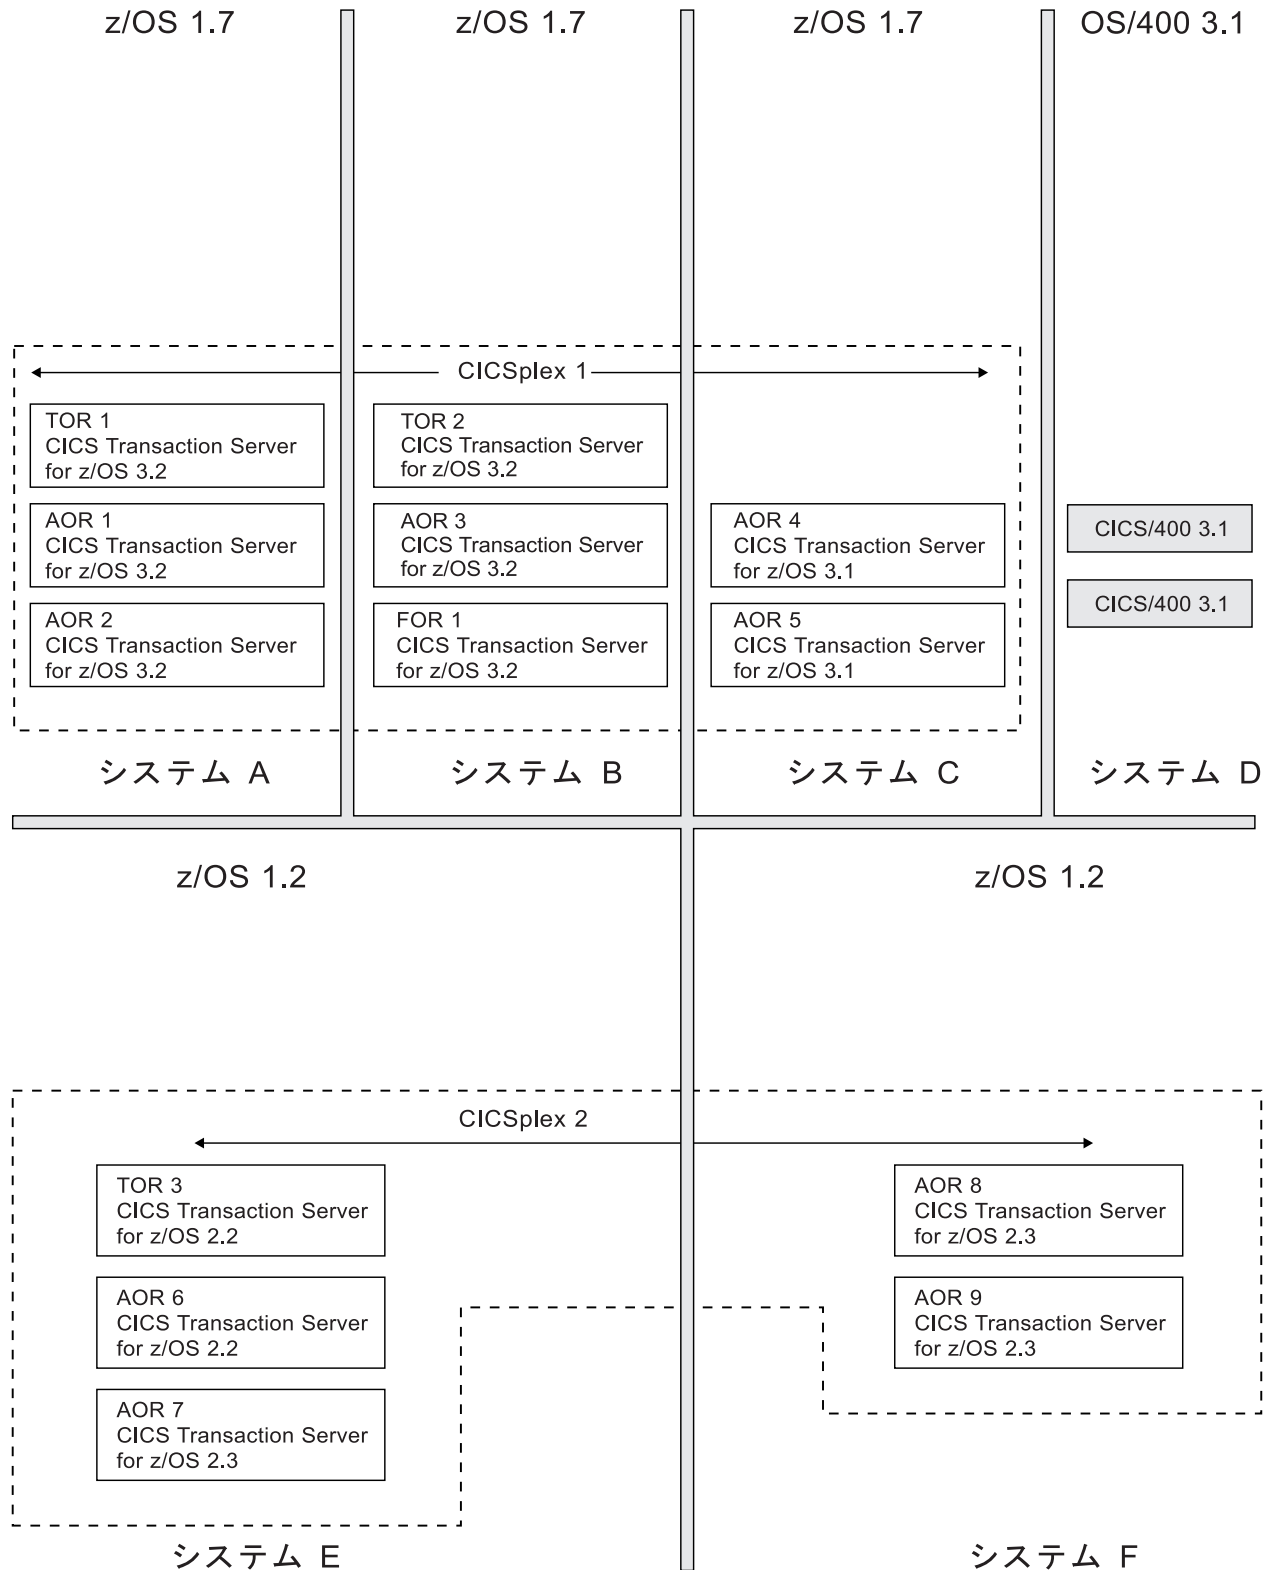 z/OS 1.7
z/OS 1.7
z/OS 1.7
OS/400 3.1
CICSplex 1
TOR 1
CICS Transaction Server
for z/OS 3.2
AOR 1
CICS Transaction Server
for z/OS 3.2
AOR 2
CICS Transaction Server
for z/OS 3.2
TOR 2
CICS Transaction Server
for z/OS 3.2
AOR 3
CICS Transaction Server
for z/OS 3.2
FOR 1
CICS Transaction Server
for z/OS 3.2
AOR 4
CICS Transaction Server
for z/OS 3.1
AOR 5
CICS Transaction Server
for z/OS 3.1
CICS/400 3.1
CICS/400 3.1
システム A
システム B
システム C
システム D
z/OS 1.2
z/OS 1.2
CICSplex 2
TOR 3
CICS Transaction Server
for z/OS 2.2
AOR 6
CICS Transaction Server
for z/OS 2.2
AOR 7
CICS Transaction Server
for z/OS 2.3
AOR 8
CICS Transaction Server
for z/OS 2.3
AOR 9
CICS Transaction Server
for z/OS 2.3
システム E
システム F